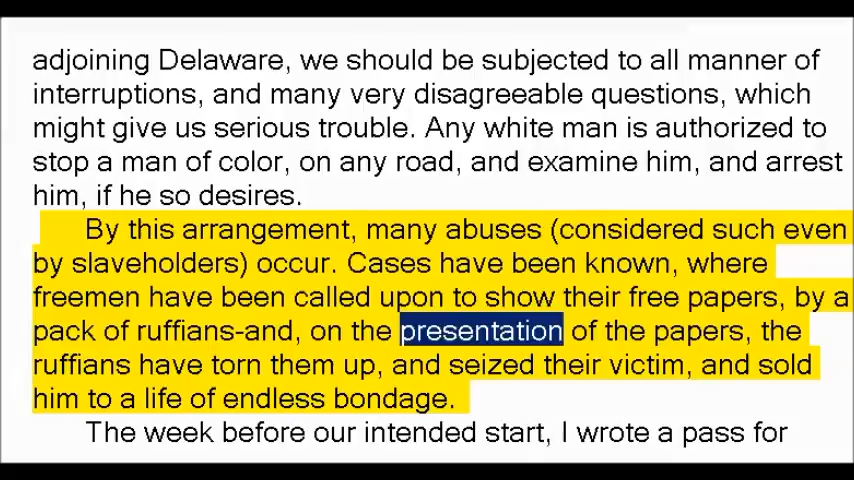 adjoining Delaware, we should be subjected to all manner of
interruptions, and many very disagreeable questions, which
might give us serious trouble. Any white man is authorized to
stop a man of color, on any road, and examine him, and arrest
him, if he so desires.
By this arrangement, many abuses (considered such even
by slaveholders) occur. Cases have been known, where
freemen have been called upon to show their free papers, by a
pack of ruffians-and, on the presentation of the papers, the
ruffians have torn them up, and seized their victim, and sold
him to a life of endless bondage.
The week before our intended start, I wrote a pass for